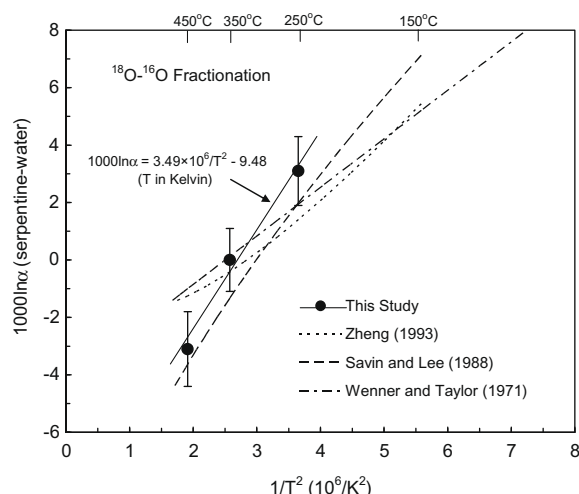 450°C 350°C 250°C 150°C
8
¹⁸O-¹⁶O Fractionation
6
4
1000lnα = 3.49×10⁶/T² - 9.48
(T in Kelvin)
2
0
-2
-4
-6
1000lnα (serpentine-water)
This Study
Zheng (1993)
Savin and Lee (1988)
Wenner and Taylor (1971)
0 1 2 3 4 5 6 7 8
1/T² (10⁶/K²)